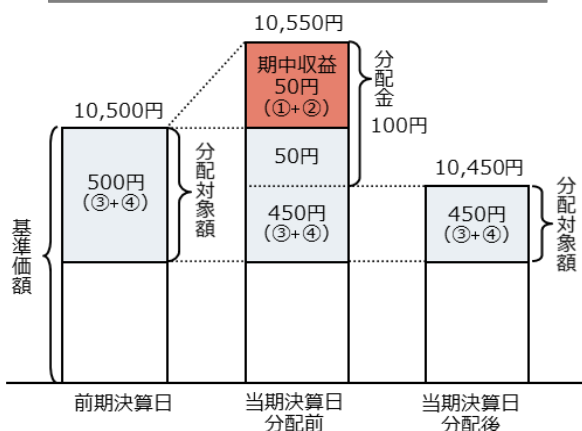 10,550円
期中収益
50円
(①+②)
分配金
100円
10,500円
50円
10,450円
500円
(③+④)
分配対象額
450円
(③+④)
450円
(③+④)
分配対象額
基準価額
前期決算日
当期決算日
分配前
当期決算日
分配後